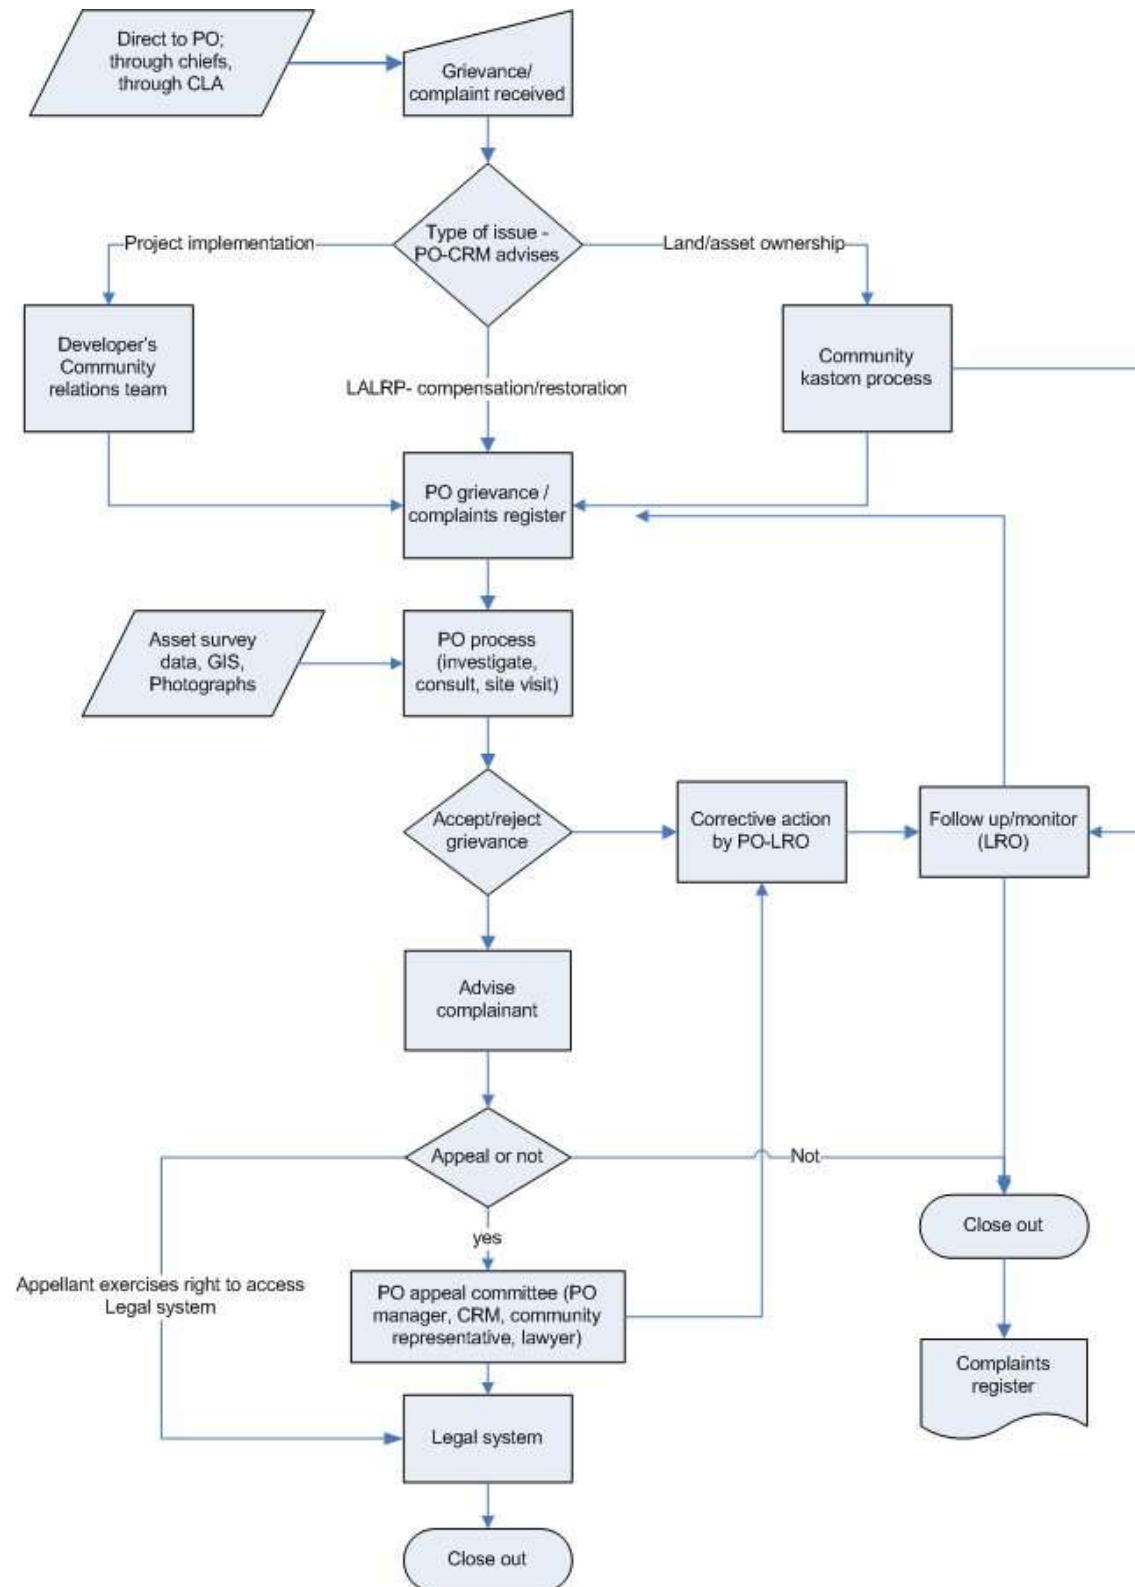 Direct to PO;
through chiefs,
through CLA
Grievance/
complaint received
Type of issue -
PO-CRM advises
Project implementation
Land/asset ownership
Developer's
Community
relations team
LALRP- compensation/restoration
Community
kastom process
PO grievance /
complaints register
Asset survey
data, GIS,
Photographs
PO process
(investigate,
consult, site visit)
Accept/reject
grievance
Corrective action
by PO-LRO
Follow up/monitor
(LRO)
Advise
complainant
Appeal or not
Not
yes
Close out
Appellant exercises right to access
Legal system
PO appeal committee (PO
manager, CRM, community
representative, lawyer)
Complaints
register
Legal system
Close out